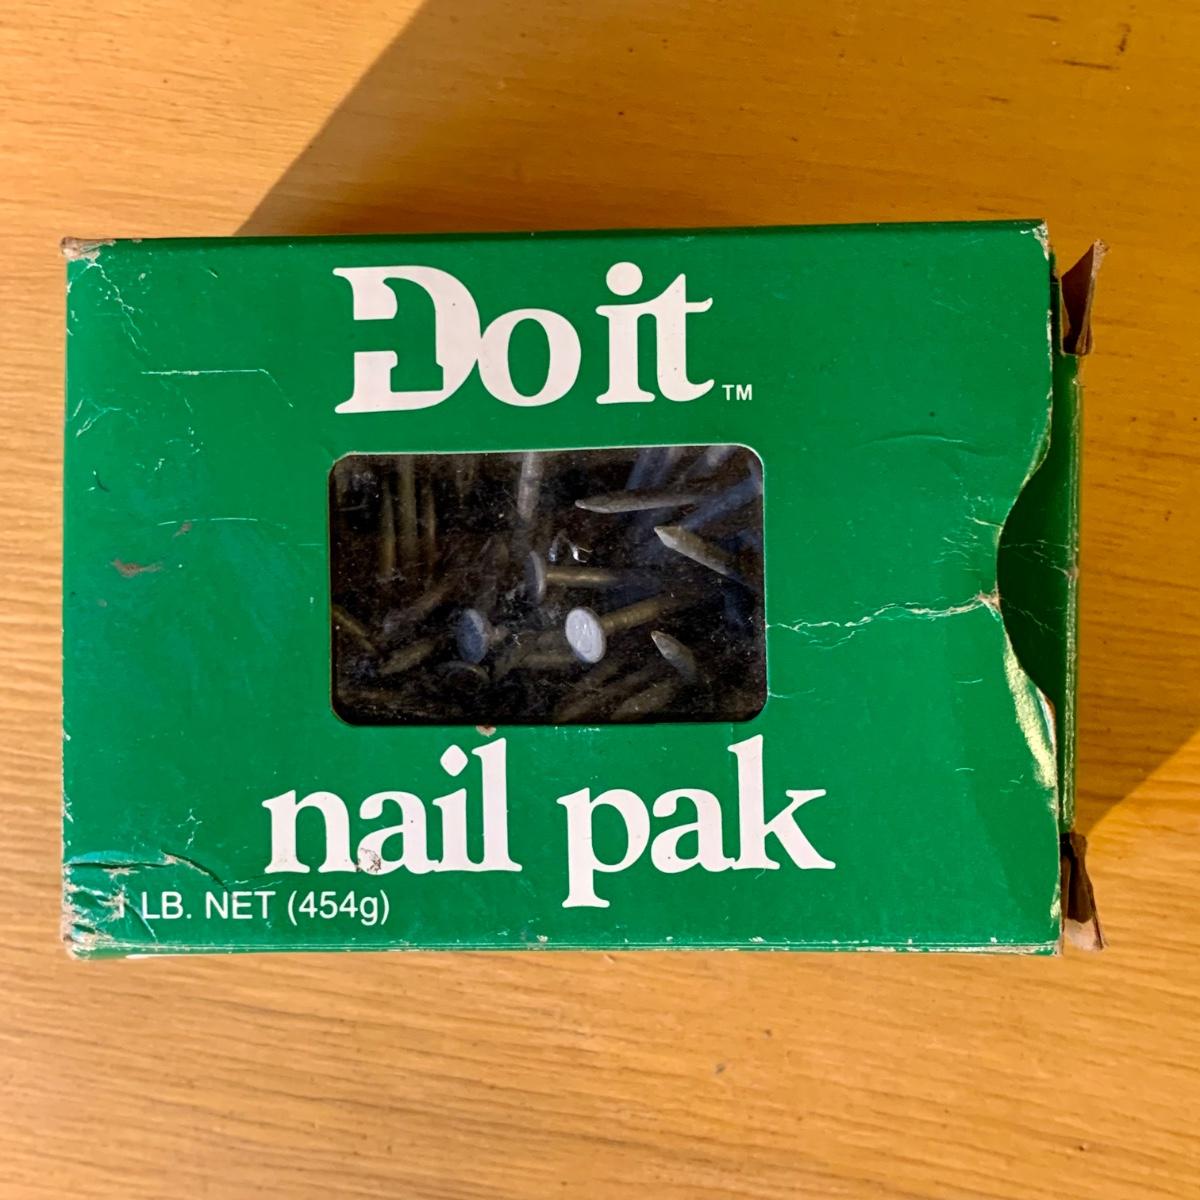 Do it™
nail pak
1 LB. NET (454g)